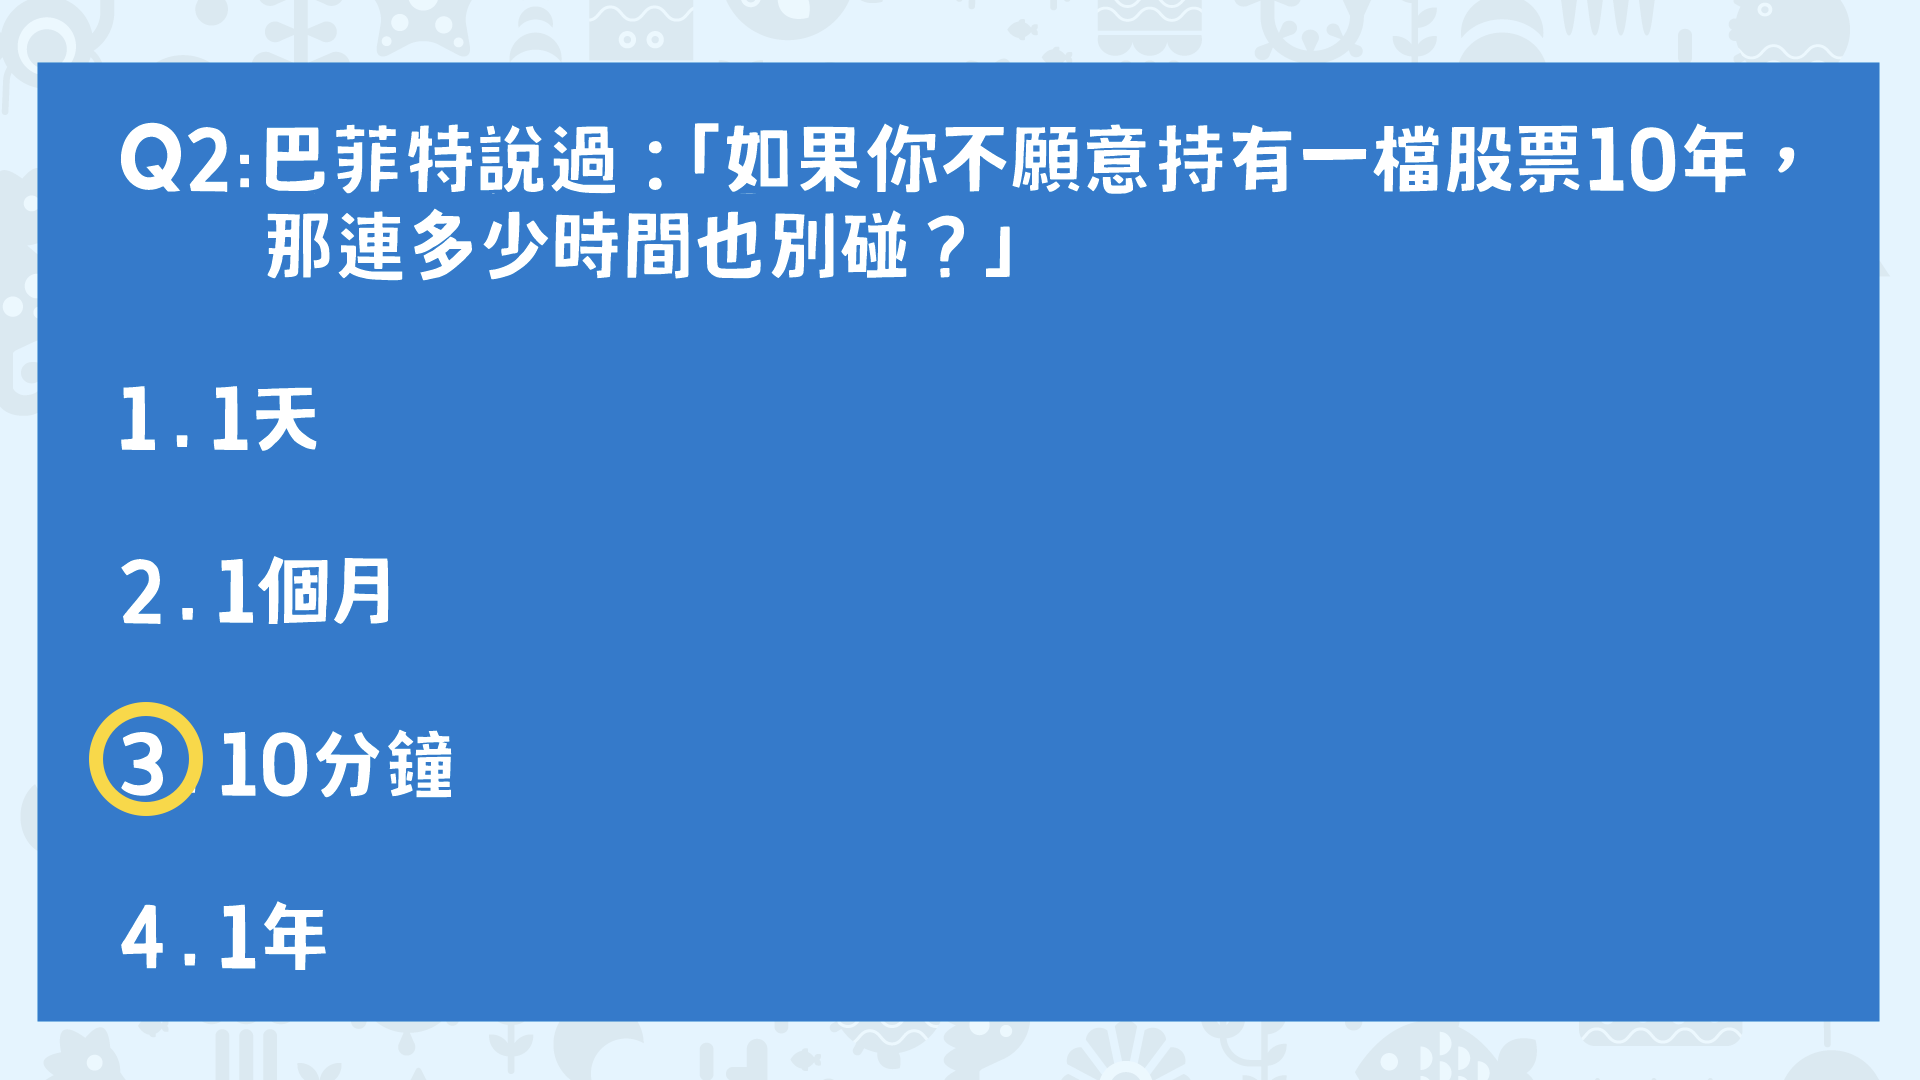 Q2:巴菲特說過：「如果你不願意持有一檔股票10年，
那連多少時間也別碰？」
1.1天
2.1個月
3.10分鐘
4.1年